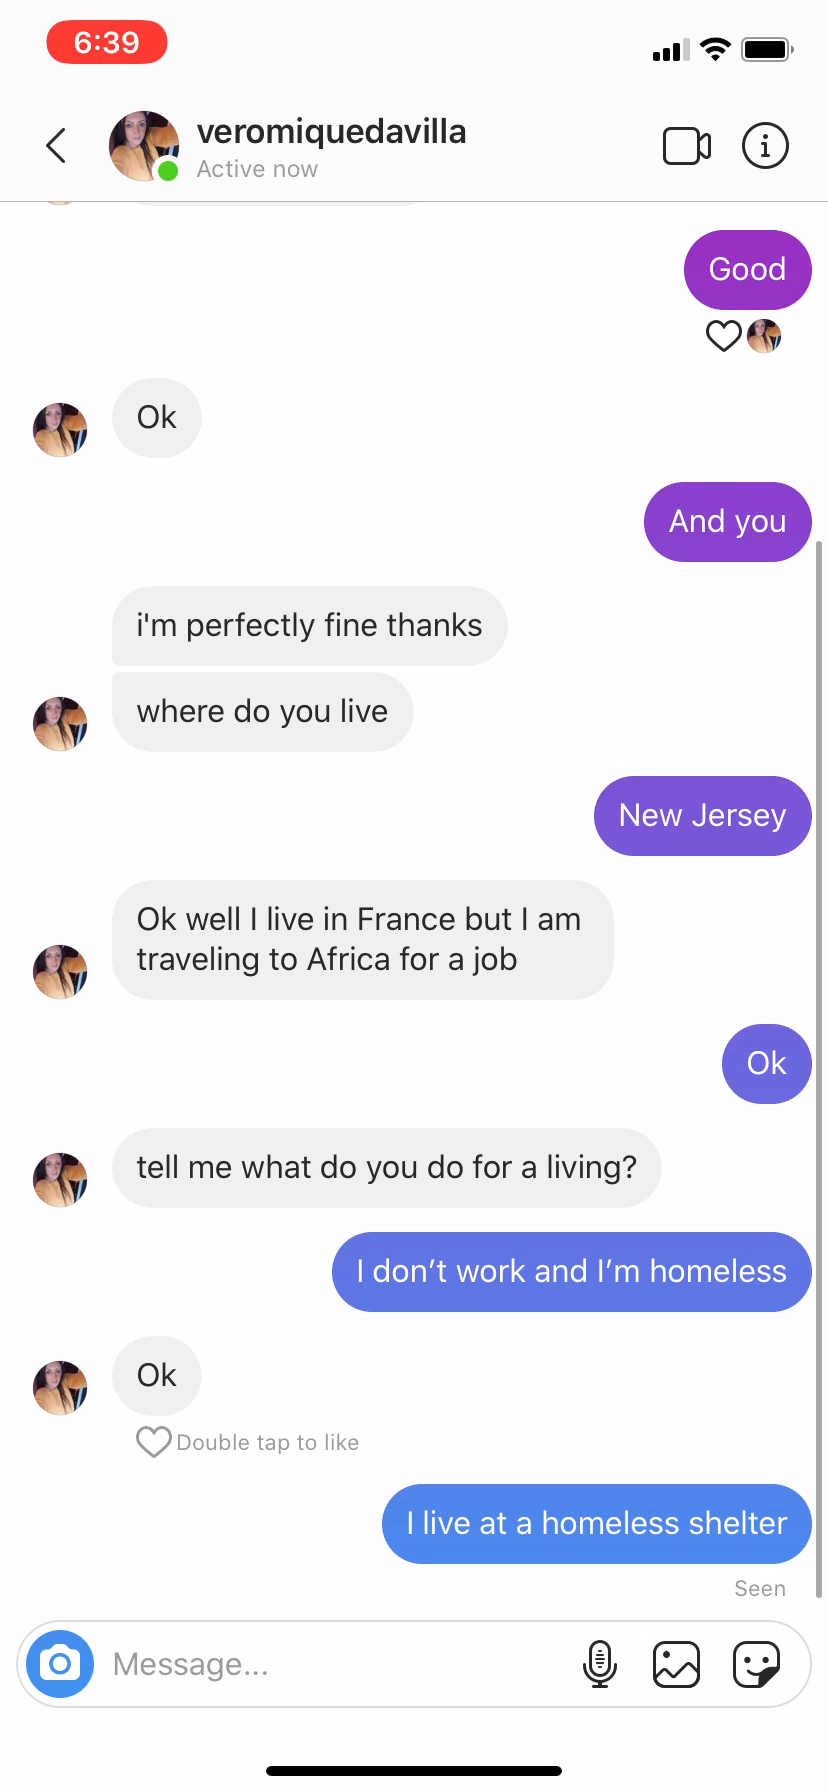 6:39
veromiquedavilla
Active now
Good
Ok
And you
i'm perfectly fine thanks
where do you live
New Jersey
Ok well I live in France but I am
traveling to Africa for a job
Ok
tell me what do you do for a living?
I don’t work and I’m homeless
Ok
Double tap to like
I live at a homeless shelter
Seen
Message...